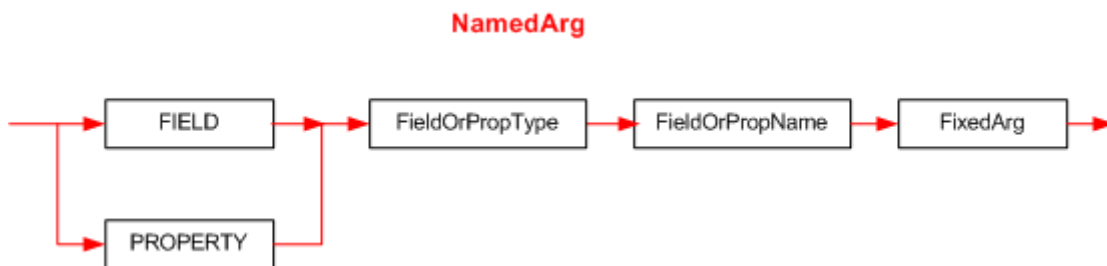 NamedArg
FIELD
FieldOrPropType
FieldOrPropName
FixedArg
PROPERTY